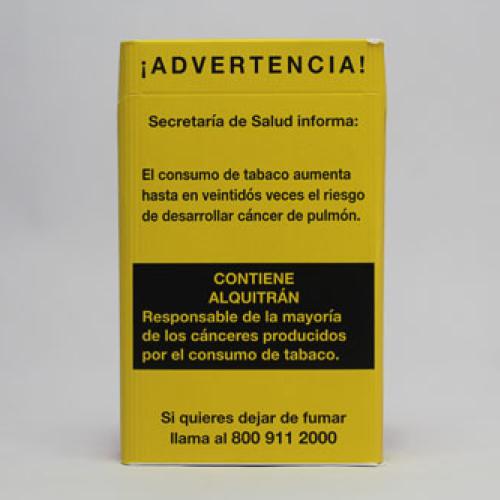 ¡ADVERTENCIA!
Secretaría de Salud informa:
El consumo de tabaco aumenta
hasta en veintidós veces el riesgo
de desarrollar cáncer de pulmón.
CONTIENE
ALQUITRÁN
Responsable de la mayoría
de los cánceres producidos
por el consumo de tabaco.
Si quieres dejar de fumar
llama al 800 911 2000